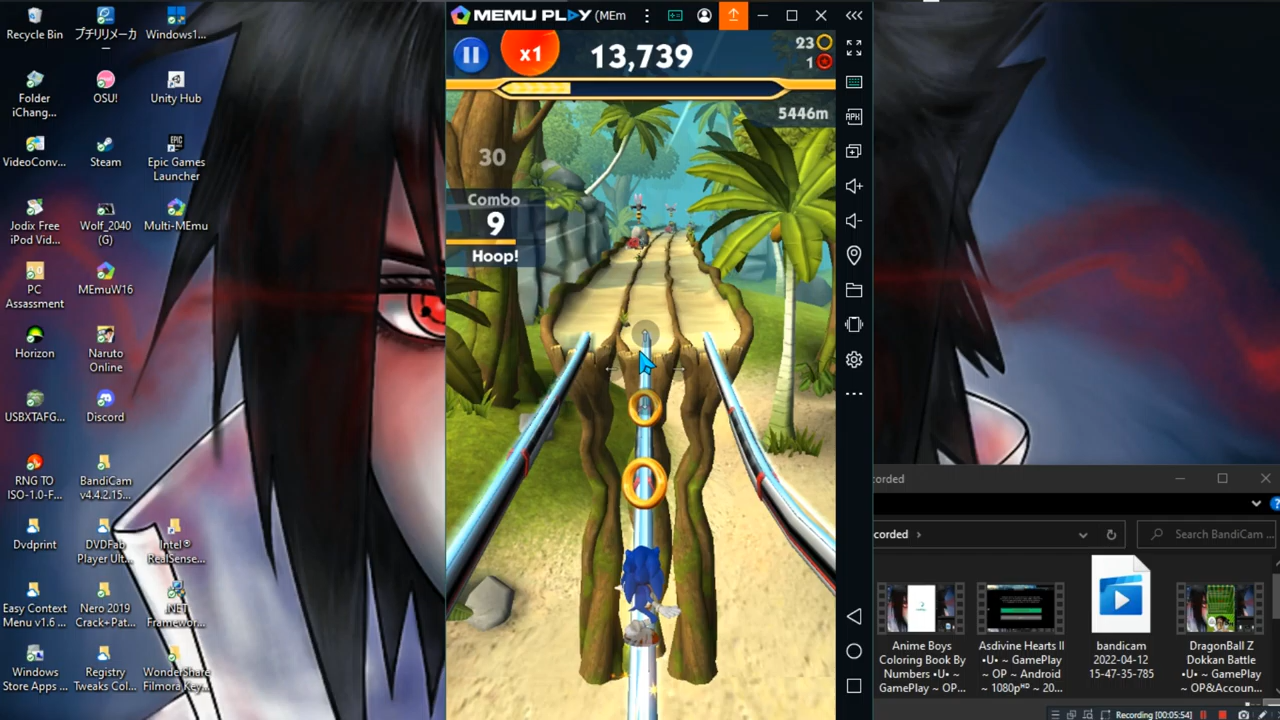 Recycle Bin
プチリリメーカ
ー
Windows1...
Folder
iChang...
OSU!
Unity Hub
VideoConv...
Steam
Epic Games
Launcher
Jodix Free
iPod Vid...
Wolf_2040
(G)
Multi-MEmu
PC
Assassment
MEmuW16
Horizon
Naruto
Online
USBXTAFG...
Discord
RNG TO
ISO-1.0-F...
BandiCam
v4.4.2.15...
Dvdprint
DVDFab
Player Ult...
Intel®
RealSense...
Easy Context
Menu v1.6 ...
Nero 2019
Crack+Pat...
.NET
Framewor...
Windows
Store Apps ...
Registry
Tweaks Col...
WonderShare
Filmora Key...
MEMU PLAY (MEm
x1
13,739
23
1
5446m
30
Combo
9
Hoop!
APK
corded
corded
Search BandiCam ...
Anime Boys
Coloring Book By
Numbers •U• ~
GamePlay ~ OP...
Asdivine Hearts II
•U• ~ GamePlay
~ OP ~ Android
~ 1080pᴴᴰ ~ 20...
bandicam
2022-04-12
15-47-35-785
DragonBall Z
Dokkan Battle
~ GamePlay ~
OP&Accoun...
Recording [00:05:54]